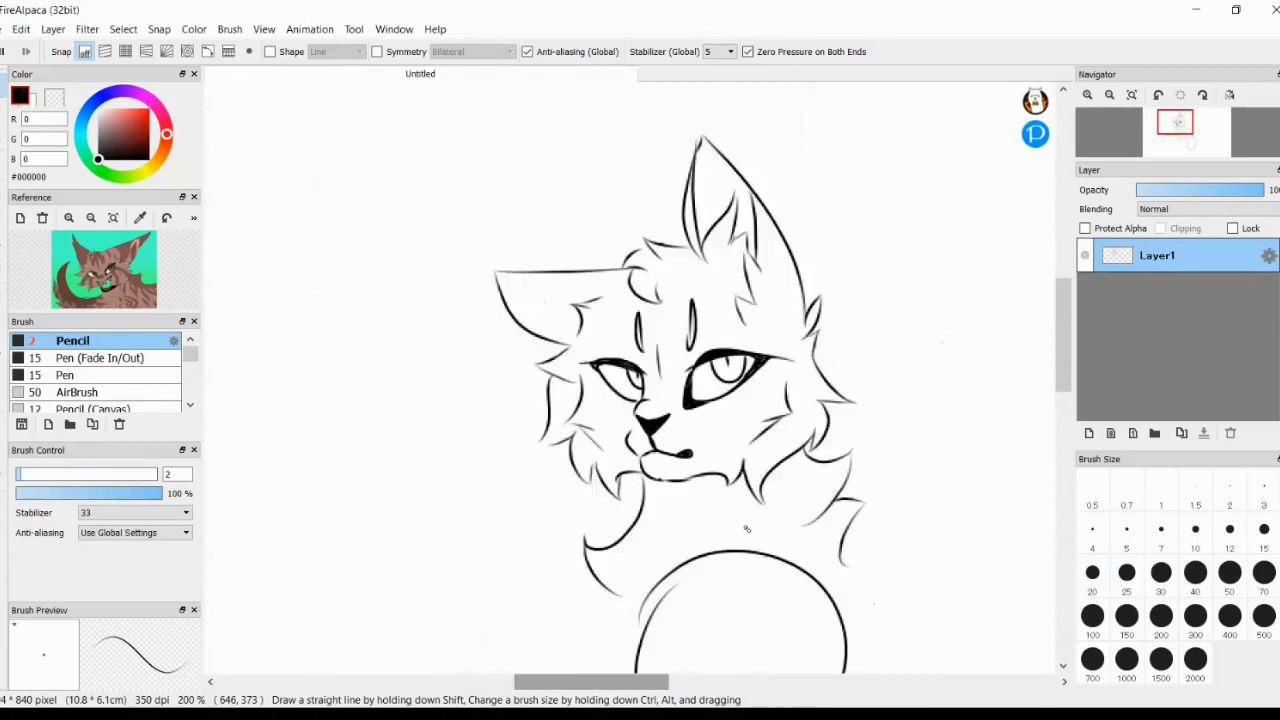 FireAlpaca (32bit)
Edit Layer Filter Select Snap Color Brush View Animation Tool Window Help
Snap off Shape Line Symmetry Bilateral Anti-aliasing (Global) Stabilizer (Global) 5 Zero Pressure on Both Ends
Color
Untitled
Navigator
R 0
G 0
B 0
#000000
Reference
Layer
Opacity 100
Blending Normal
Protect Alpha Clipping Lock
Layer1
Brush
2 Pencil
15 Pen (Fade In/Out)
15 Pen
50 AirBrush
12 Pencil (Canvas)
Brush Control
2
100 %
Stabilizer 33
Anti-aliasing Use Global Settings
Brush Size
0.5 0.7 1 1.5 2 3
4 5 7 10 12 15
20 25 30 40 50 70
100 150 200 300 400 500
700 1000 1500 2000
Brush Preview
4 * 840 pixel (10.8 * 6.1cm) 350 dpi 200 % ( 646, 373 ) Draw a straight line by holding down Shift, Change a brush size by holding down Ctrl, Alt, and dragging